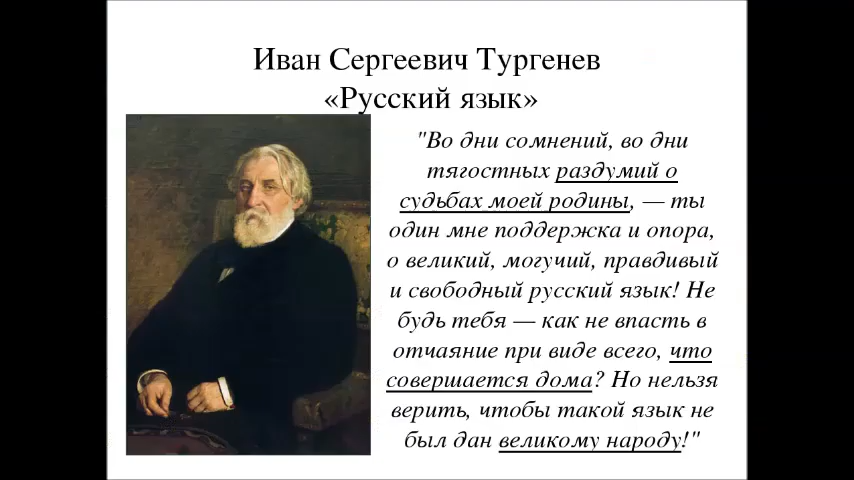 Иван Сергеевич Тургенев
«Русский язык»
"Во дни сомнений, во дни
тягостных раздумий о
судьбах моей родины, — ты
один мне поддержка и опора,
о великий, могучий, правдивый
и свободный русский язык! Не
будь тебя — как не впасть в
отчаяние при виде всего, что
совершается дома? Но нельзя
верить, чтобы такой язык не
был дан великому народу!"